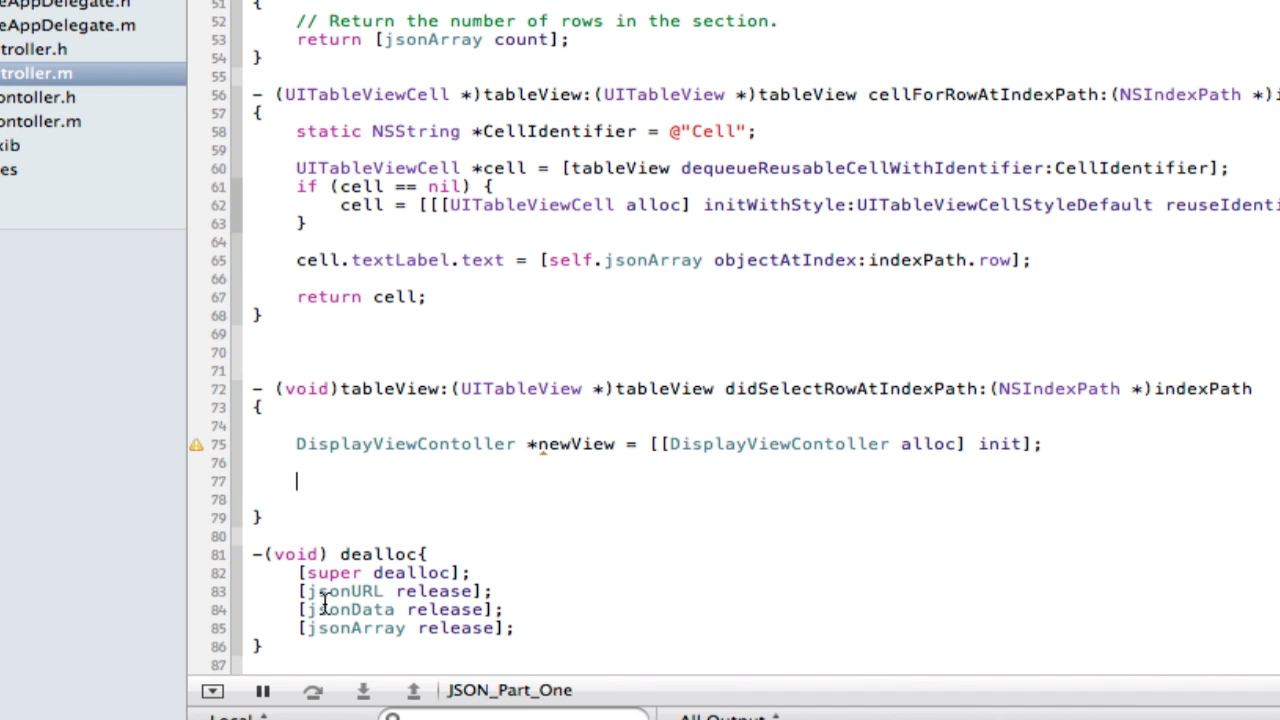 eAppDelegate.h
eAppDelegate.m
troller.h
troller.m
ontoller.h
ontoller.m
xib
es
51 {
52 // Return the number of rows in the section.
53 return [jsonArray count];
54 }
55
56 - (UITableViewCell *)tableView:(UITableView *)tableView cellForRowAtIndexPath:(NSIndexPath *)i
57 {
58 static NSString *CellIdentifier = @"Cell";
59
60 UITableViewCell *cell = [tableView dequeueReusableCellWithIdentifier:CellIdentifier];
61 if (cell == nil) {
62 cell = [[[UITableViewCell alloc] initWithStyle:UITableViewCellStyleDefault reuseIdenti
63 }
64
65 cell.textLabel.text = [self.jsonArray objectAtIndex:indexPath.row];
66
67 return cell;
68 }
69
70
71
72 - (void)tableView:(UITableView *)tableView didSelectRowAtIndexPath:(NSIndexPath *)indexPath
73 {
74
75 DisplayViewContoller *newView = [[DisplayViewContoller alloc] init];
76
77
78
79 }
80
81 -(void) dealloc{
82 [super dealloc];
83 [jsonURL release];
84 [jsonData release];
85 [jsonArray release];
86 }
87
JSON_Part_One
Local
All Output